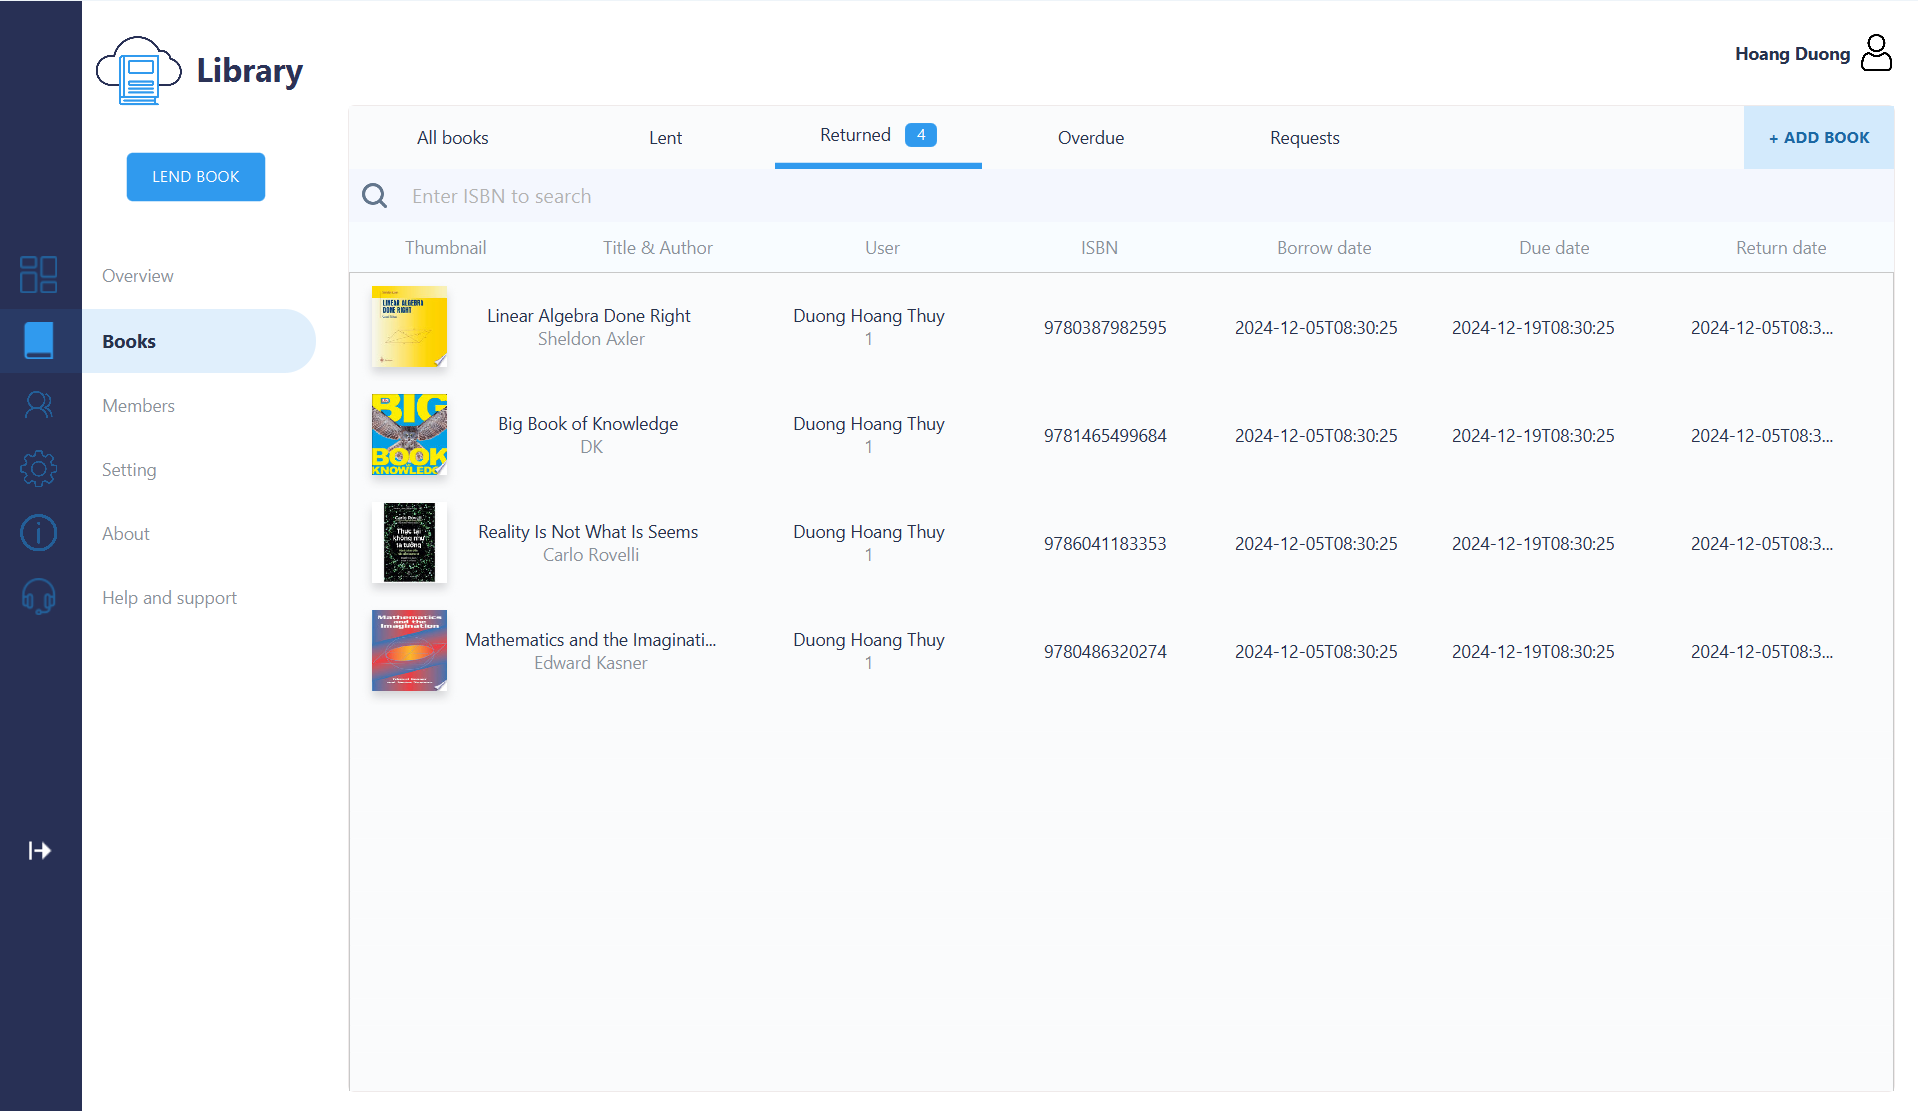 Library
Hoang Duong
LEND BOOK
Overview
Books
Members
Setting
About
Help and support
All books
Lent
Returned 4
Overdue
Requests
+ ADD BOOK
Enter ISBN to search
Thumbnail Title & Author User ISBN Borrow date Due date Return date
LINEAR ALGEBRA
DONE RIGHT
Linear Algebra Done Right
Sheldon Axler
Duong Hoang Thuy
1
9780387982595
2024-12-05T08:30:25
2024-12-19T08:30:25
2024-12-05T08:3...
BIG
BOOK
KNOWLEDG
Big Book of Knowledge
DK
Duong Hoang Thuy
1
9781465499684
2024-12-05T08:30:25
2024-12-19T08:30:25
2024-12-05T08:3...
Carlo Rovelli
Thực tại
không như
ta tưởng
Reality Is Not What Is Seems
Carlo Rovelli
Duong Hoang Thuy
1
9786041183353
2024-12-05T08:30:25
2024-12-19T08:30:25
2024-12-05T08:3...
Mathematics
and the
Imagination
Mathematics and the Imaginati...
Edward Kasner
Duong Hoang Thuy
1
9780486320274
2024-12-05T08:30:25
2024-12-19T08:30:25
2024-12-05T08:3...